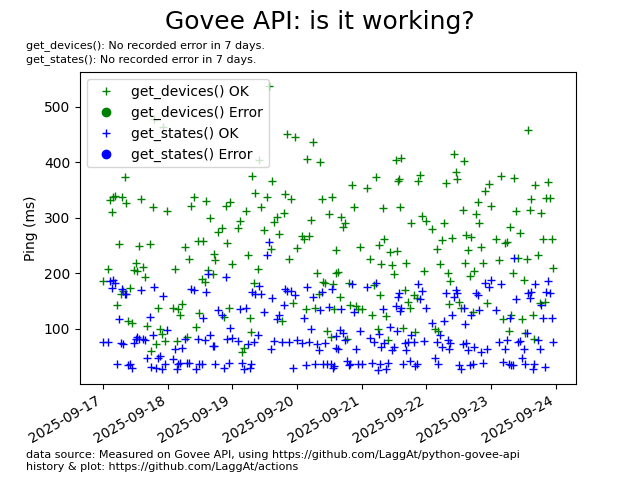 Govee API: is it working?
get_devices(): No recorded error in 7 days.
get_states(): No recorded error in 7 days.
get_devices() OK
get_devices() Error
get_states() OK
get_states() Error
Ping (ms)
500
400
300
200
100
2025-09-17
2025-09-18
2025-09-19
2025-09-20
2025-09-21
2025-09-22
2025-09-23
2025-09-24
data source: Measured on Govee API, using https://github.com/LaggAt/python-govee-api
history & plot: https://github.com/LaggAt/actions